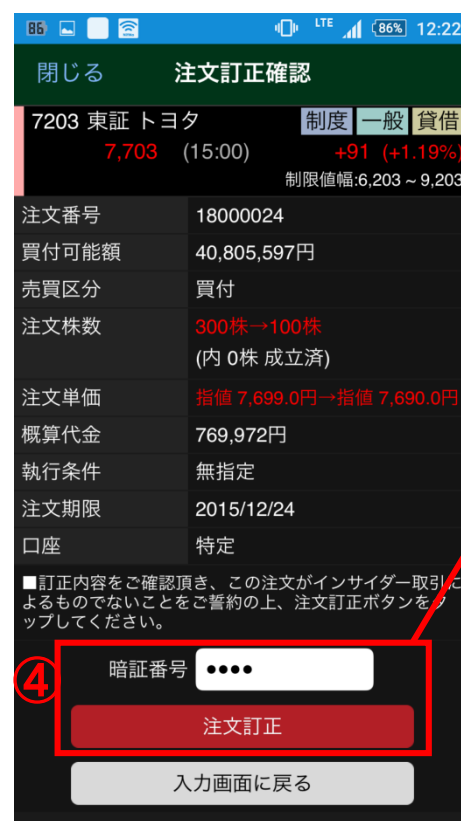 86 LTE 86% 12:22
閉じる 注文訂正確認
7203 東証 トヨタ 制度 一般 貸借
7,703 (15:00) +91 (+1.19%)
制限値幅:6,203 ~ 9,203
注文番号 18000024
買付可能額 40,805,597円
売買区分 買付
注文株数 300株→100株
(内 0株 成立済)
注文単価 指値 7,699.0円→指値 7,690.0円
概算代金 769,972円
執行条件 無指定
注文期限 2015/12/24
口座 特定
■訂正内容をご確認頂き、この注文がインサイダー取引に
よるものでないことをご誓約の上、注文訂正ボタンをタ
ップしてください。
④ 暗証番号 ••••
注文訂正
入力画面に戻る